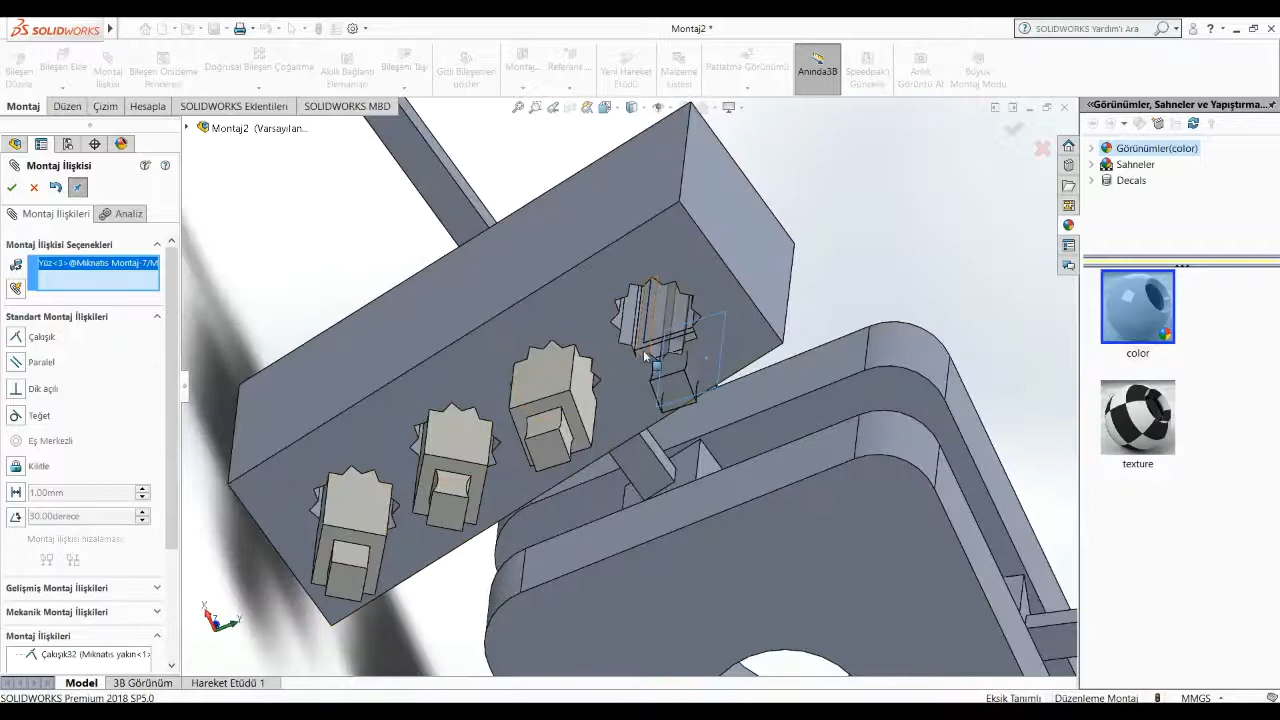 SOLIDWORKS
Montaj2 *
SOLIDWORKS Yardım'ı Ara
Bileşen Düzenle
Bileşen Ekle
Montaj İlişkisi
Bileşen Önizleme Penceresi
Doğrusal Bileşen Çoğaltma
Akıllı Bağlantı Elemanları
Bileşeni Taşı
Gizli Bileşenleri göster
Montaj...
Referans...
Yeni Hareket Etüdü
Malzeme Listesi
Patlatma Görünümü
Anında3B
Speedpak'i Güncelle
Anlık Görüntü Al
Büyük Montaj Modu
Montaj
Düzen
Çizim
Hesapla
SOLIDWORKS Eklentileri
SOLIDWORKS MBD
Montaj2 (Varsayılan...
Görünümler, Sahneler ve Yapıştırma...
Montaj İlişkisi
Görünümler(color)
Sahneler
Decals
Montaj İlişkileri
Analiz
Montaj İlişkisi Seçenekleri
Yüz<3>@Mıknatıs Montaj-7/M
Standart Montaj İlişkileri
Çakışık
Paralel
Dik açılı
Teğet
Eş Merkezli
Kilitle
1.00mm
30.00derece
Montaj ilişkisi hizalaması:
Gelişmiş Montaj İlişkileri
Mekanik Montaj İlişkileri
Montaj İlişkileri
Çakışık32 (Mıknatıs yakın<1>
color
texture
X
Y
Z
Model
3B Görünüm
Hareket Etüdü 1
SOLIDWORKS Premium 2018 SP5.0
Eksik Tanımlı
Düzenleme Montaj
MMGS